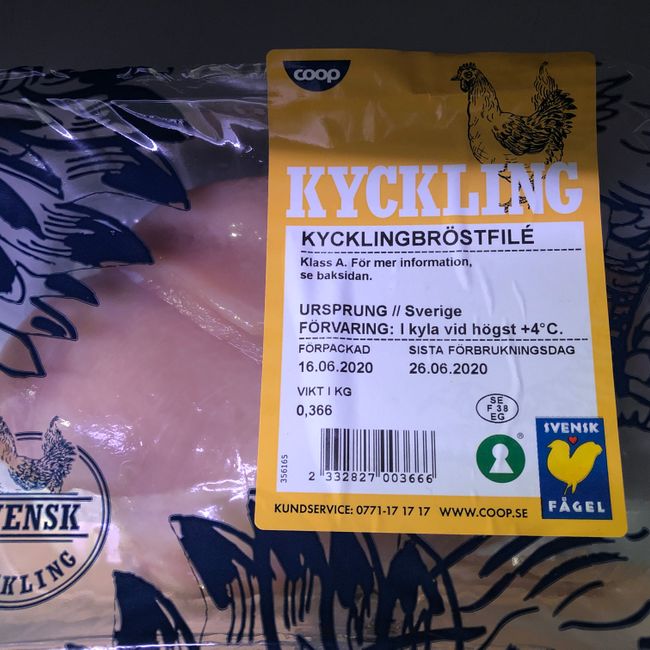 coop
KYCKLING
KYCKLINGBRÖSTFILÉ
Klass A. För mer information,
se baksidan.
URSPRUNG // Sverige
FÖRVARING: I kyla vid högst +4°C.
FÖRPACKAD SISTA FÖRBRUKNINGSDAG
16.06.2020 26.06.2020
VIKT I KG
0,366
SE
F 38
EG
356165
2 332827 003666
®
SVENSK
FÅGEL
KUNDSERVICE: 0771-17 17 17 WWW.COOP.SE
VENSK
KLING